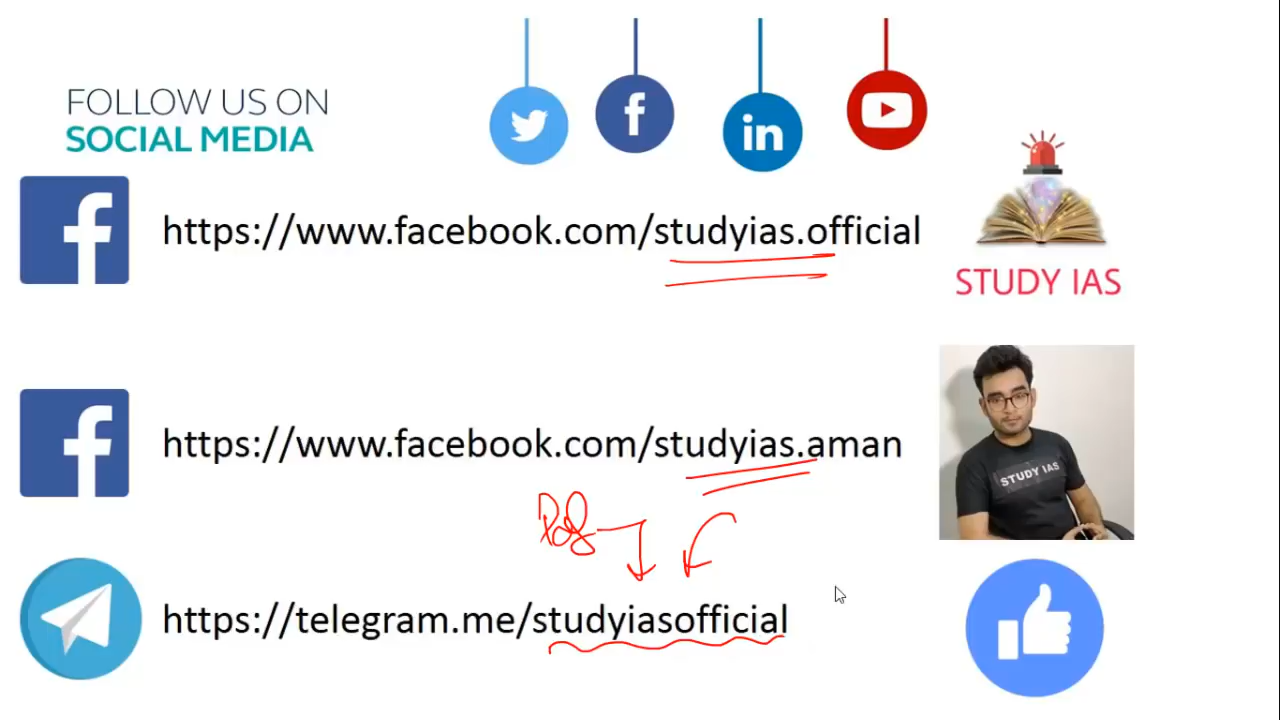 FOLLOW US ON
SOCIAL MEDIA
https://www.facebook.com/studyias.official
STUDY IAS
https://www.facebook.com/studyias.aman
STUDY IAS
Pdf
https://telegram.me/studyiasofficial